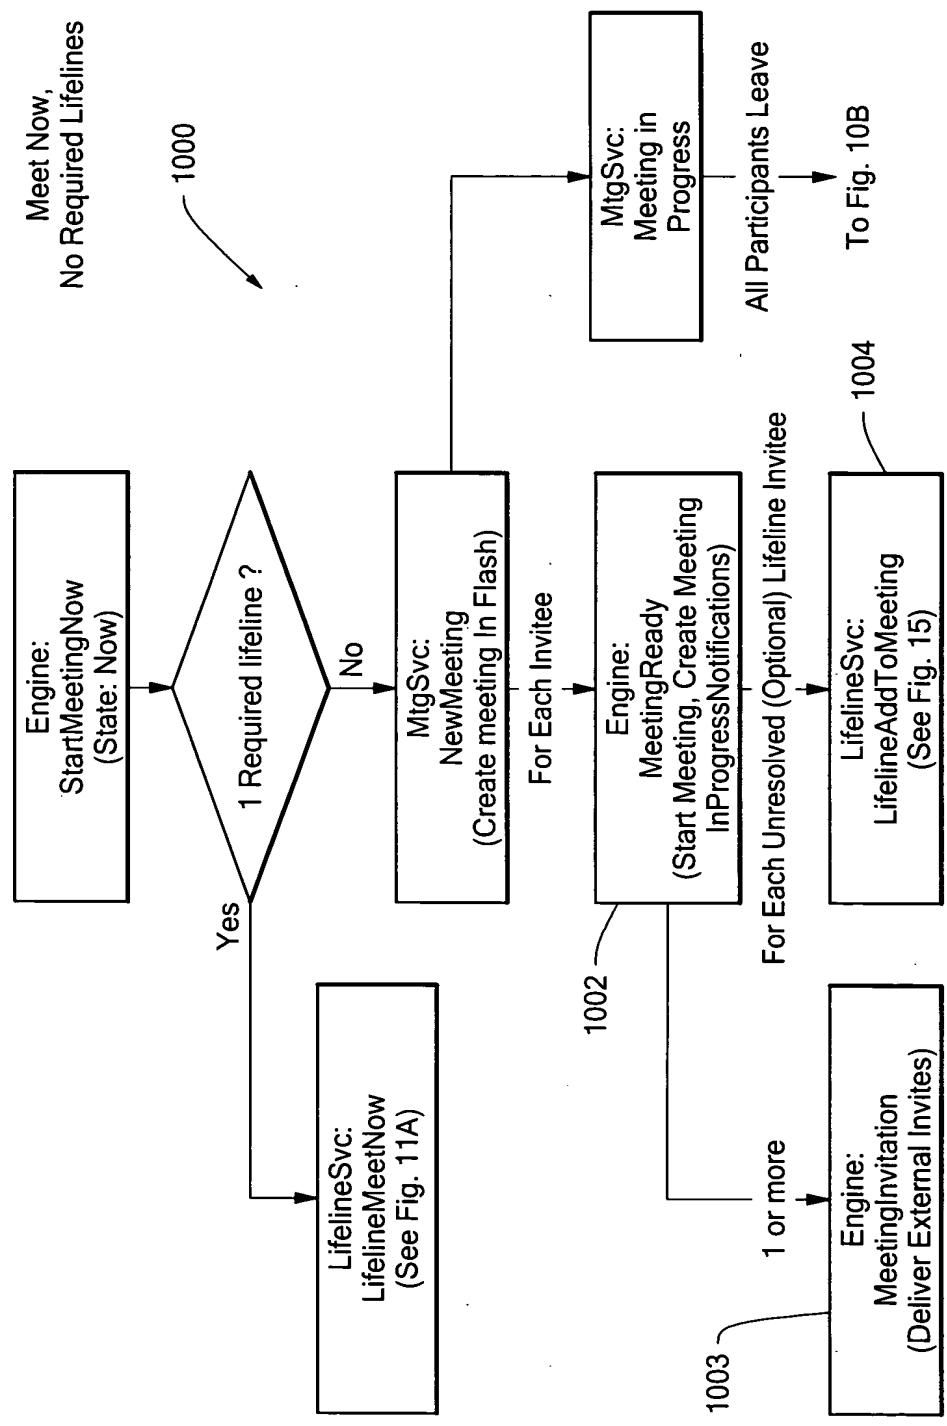 Meet Now,
No Required Lifelines
1000
Engine:
StartMeetingNow
(State: Now)
1 Required lifeline ?
Yes
No
LifelineSvc:
LifelineMeetNow
(See Fig. 11A)
MtgSvc:
NewMeeting
(Create meeting In Flash)
For Each Invitee
MtgSvc:
Meeting in
Progress
All Participants Leave
To Fig. 10B
1002
Engine:
MeetingReady
(Start Meeting, Create Meeting
InProgressNotifications)
1 or more
For Each Unresolved (Optional) Lifeline Invitee
1003
Engine:
MeetingInvitation
(Deliver External Invites)
LifelineSvc:
LifelineAddToMeeting
(See Fig. 15)
1004